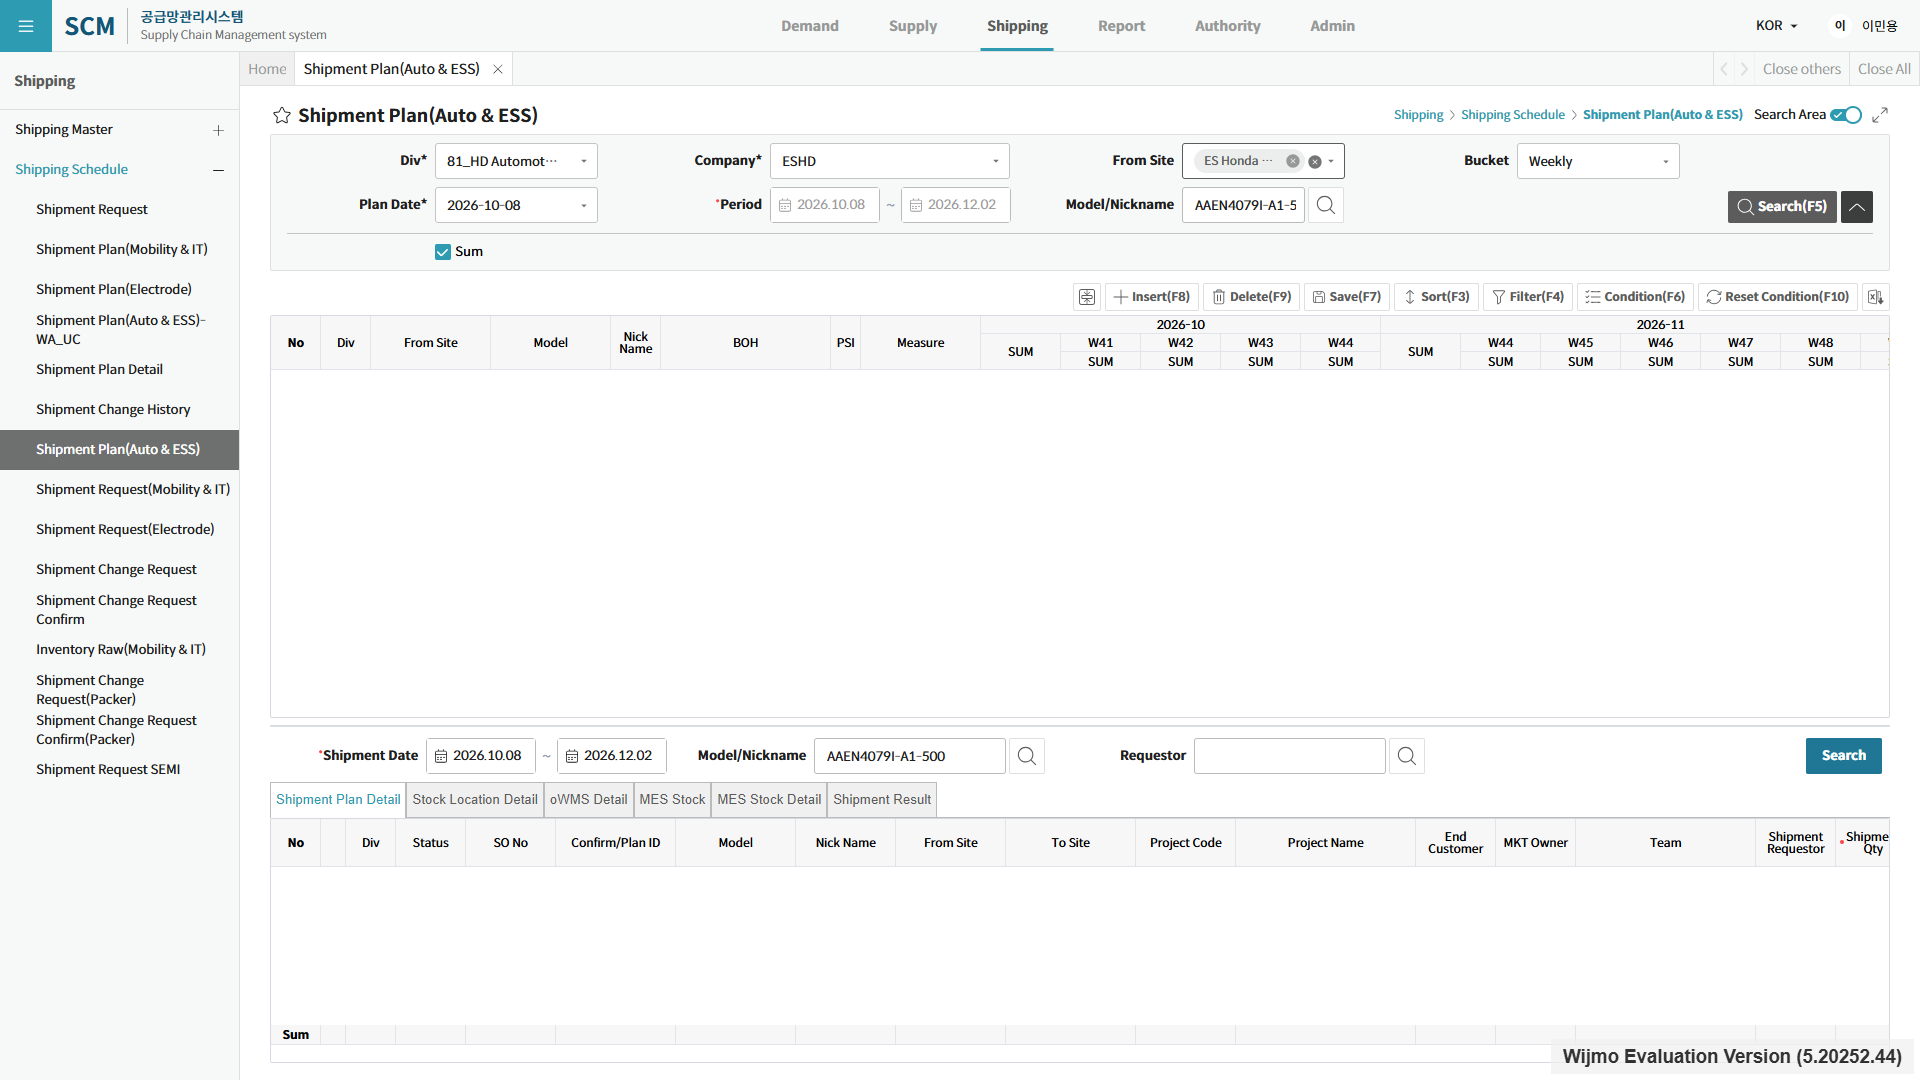 SCM
공급망관리시스템
Supply Chain Management system
Demand
Supply
Shipping
Report
Authority
Admin
KOR
이
이민용
Shipping
Home
Shipment Plan(Auto & ESS)
Close others
Close All
Shipping Master
Shipping Schedule
Shipment Request
Shipment Plan(Mobility & IT)
Shipment Plan(Electrode)
Shipment Plan(Auto & ESS)-
WA_UC
Shipment Plan Detail
Shipment Change History
Shipment Plan(Auto & ESS)
Shipment Request(Mobility & IT)
Shipment Request(Electrode)
Shipment Change Request
Shipment Change Request
Confirm
Inventory Raw(Mobility & IT)
Shipment Change
Request(Packer)
Shipment Change Request
Confirm(Packer)
Shipment Request SEMI
Shipment Plan(Auto & ESS)
Shipping > Shipping Schedule > Shipment Plan(Auto & ESS)
Search Area
Div* 81_HD Automot···
Company* ESHD
From Site ES Honda ···
Bucket Weekly
Plan Date* 2026-10-08
*Period 2026.10.08 ~ 2026.12.02
Model/Nickname AAEN4079I-A1-5
Search(F5)
Sum
Insert(F8)
Delete(F9)
Save(F7)
Sort(F3)
Filter(F4)
Condition(F6)
Reset Condition(F10)
No
Div
From Site
Model
Nick
Name
BOH
PSI
Measure
2026-10
2026-11
SUM
W41
W42
W43
W44
SUM
W44
W45
W46
W47
W48
SUM
SUM
SUM
SUM
SUM
SUM
SUM
SUM
SUM
*Shipment Date 2026.10.08 ~ 2026.12.02
Model/Nickname AAEN4079I-A1-500
Requestor
Search
Shipment Plan Detail
Stock Location Detail
oWMS Detail
MES Stock
MES Stock Detail
Shipment Result
No
Div
Status
SO No
Confirm/Plan ID
Model
Nick Name
From Site
To Site
Project Code
Project Name
End
Customer
MKT Owner
Team
Shipment
Requestor
Shipme
Qty
Sum
Wijmo Evaluation Version (5.20252.44)